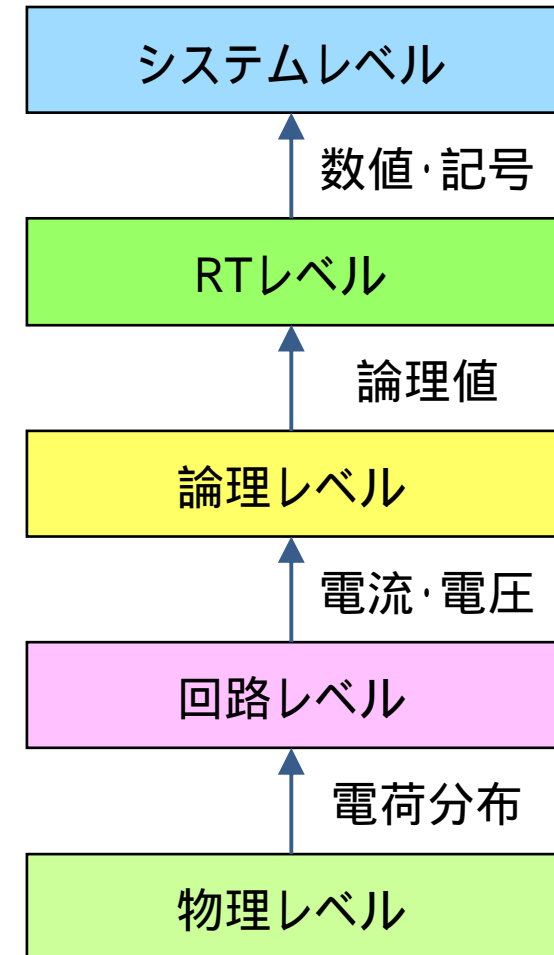 システムレベル
数値･記号
RTレベル
論理値
論理レベル
電流･電圧
回路レベル
電荷分布
物理レベル